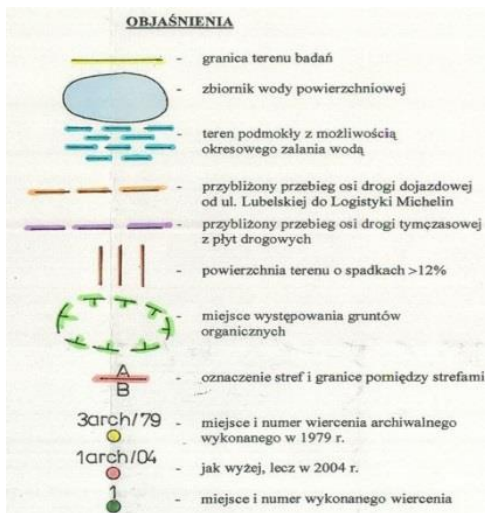 OBJAŚNIENIA
- granica terenu badań
- zbiornik wody powierzchniowej
- teren podmokły z możliwością
okresowego zalania wodą
- przybliżony przebieg osi drogi dojazdowej
od ul. Lubelskiej do Logistyki Michelin
- przybliżony przebieg osi drogi tymczasowej
z płyt drogowych
- powierzchnia terenu o spadkach >12%
- miejsce występowania gruntów
organicznych
A
B
- oznaczenie stref i granice pomiędzy strefami
3arch/79
- miejsce i numer wiercenia archiwalnego
wykonanego w 1979 r.
1arch/04
- jak wyżej, lecz w 2004 r.
1
- miejsce i numer wykonanego wiercenia